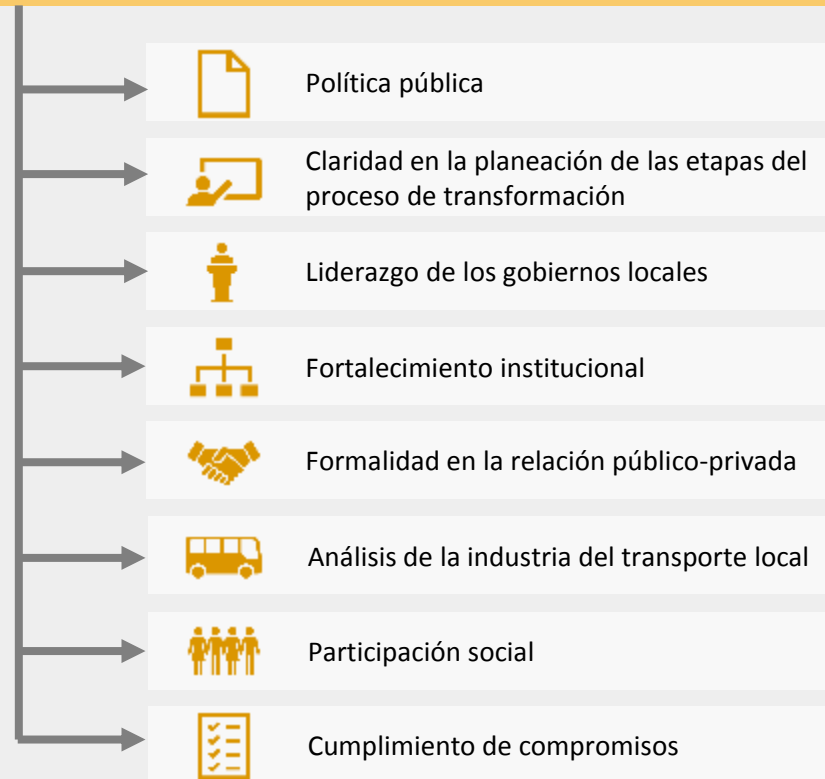 Política pública
Claridad en la planeación de las etapas del
proceso de transformación
Liderazgo de los gobiernos locales
Fortalecimiento institucional
Formalidad en la relación público-privada
Análisis de la industria del transporte local
Participación social
Cumplimiento de compromisos